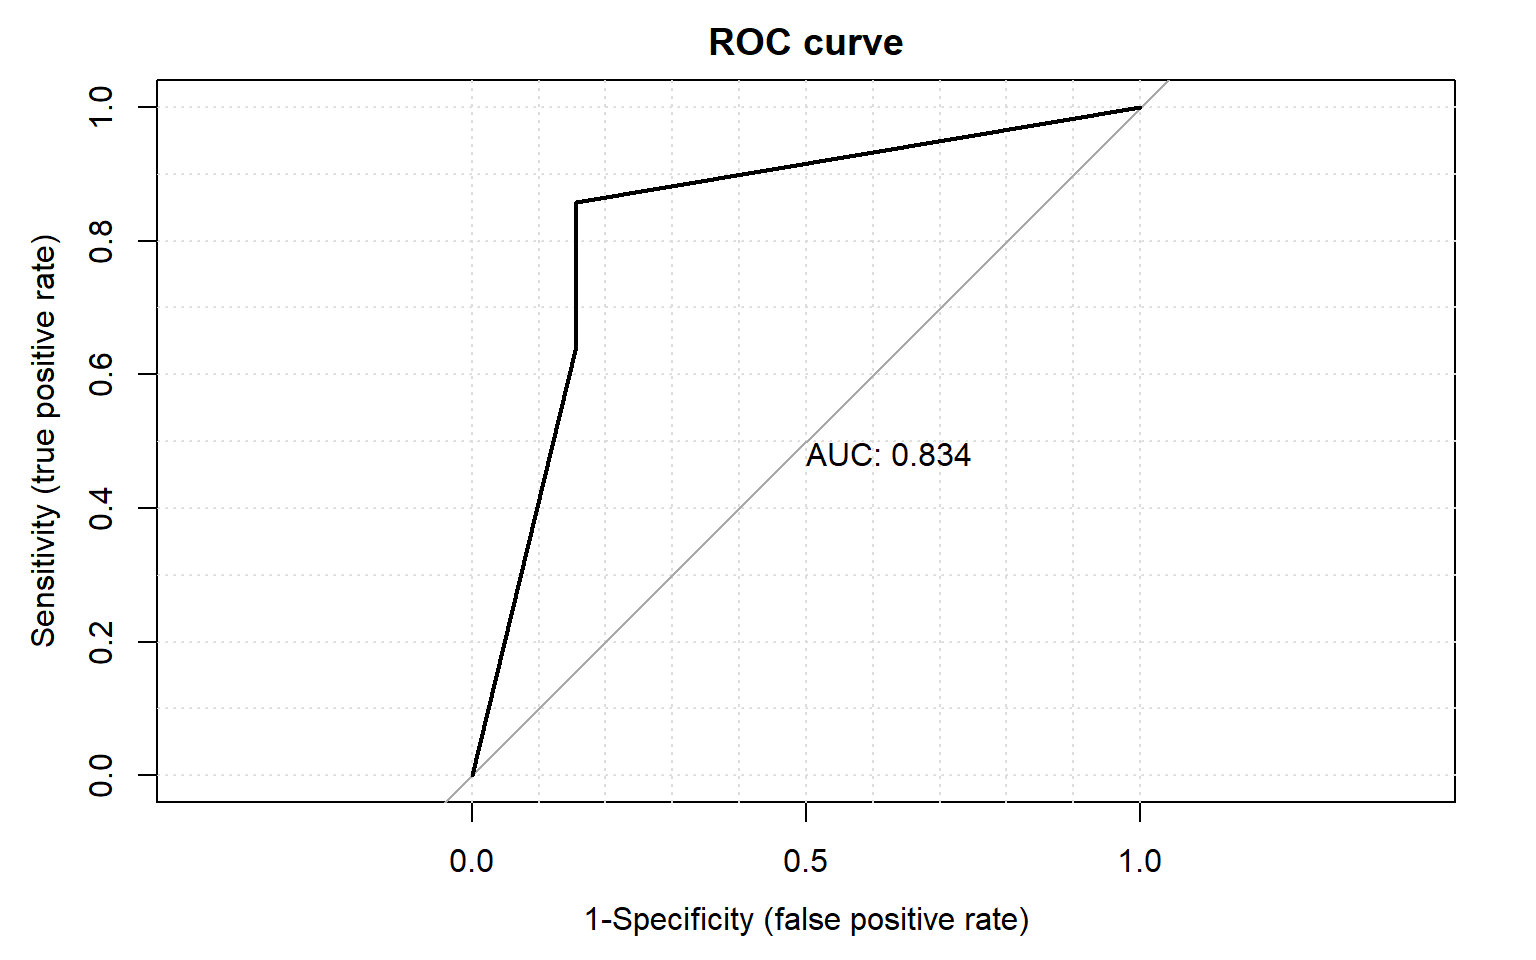 ROC curve
1.0
0.8
0.6
0.4
0.2
0.0
Sensitivity (true positive rate)
AUC: 0.834
0.0 0.5 1.0
1-Specificity (false positive rate)